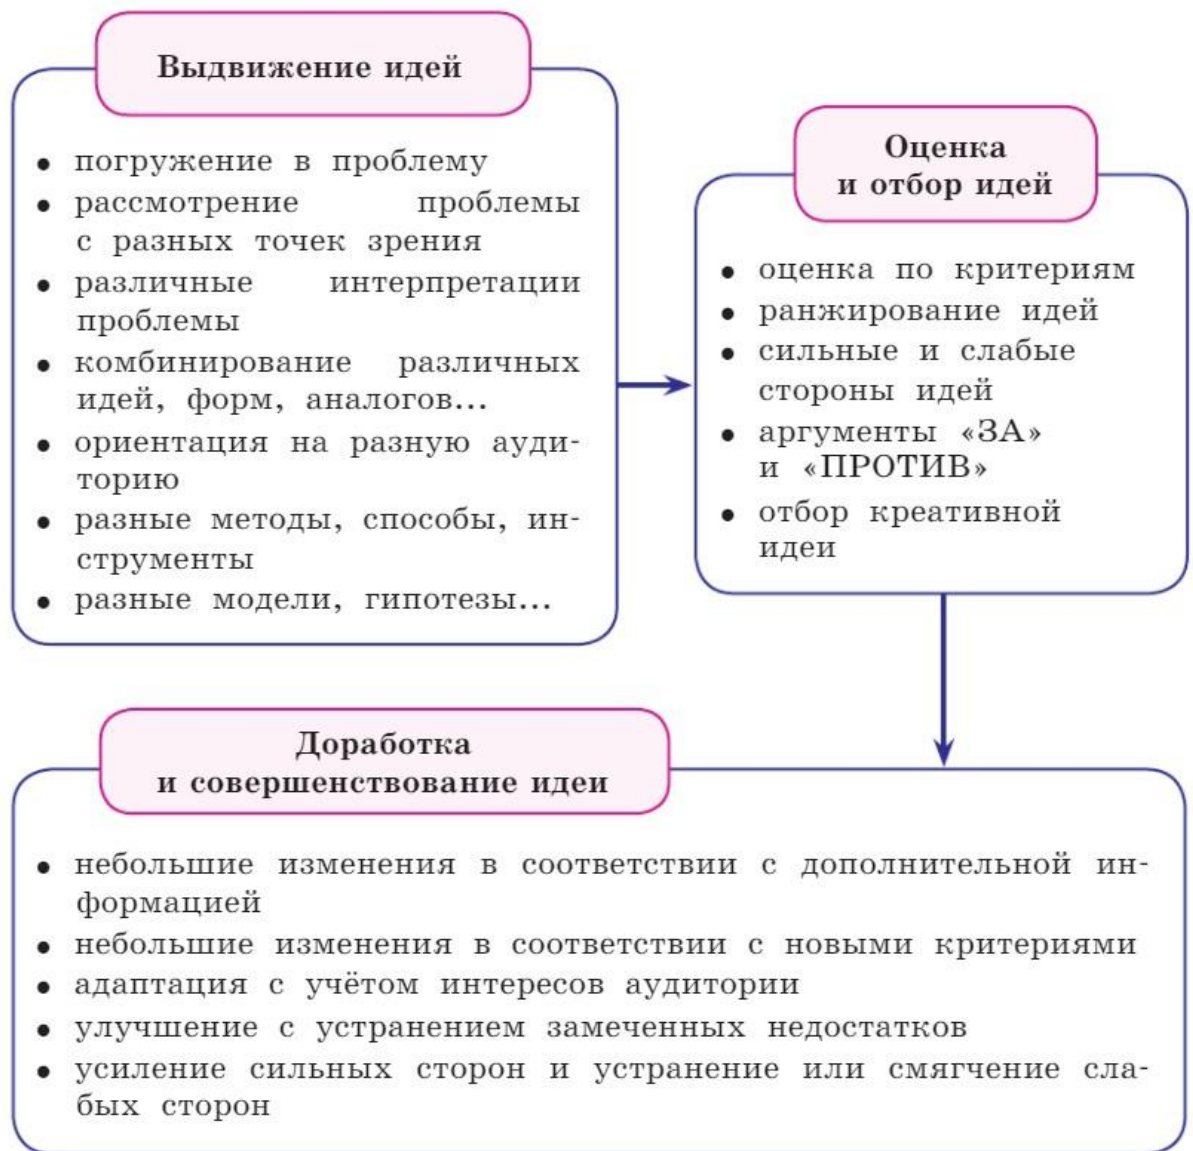 Выдвижение идей
• погружение в проблему
• рассмотрение проблемы
с разных точек зрения
• различные интерпретации
проблемы
• комбинирование различных
идей, форм, аналогов...
• ориентация на разную ауди-
торию
• разные методы, способы, ин-
струменты
• разные модели, гипотезы...
Оценка
и отбор идей
• оценка по критериям
• ранжирование идей
• сильные и слабые
стороны идей
• аргументы «ЗА»
и «ПРОТИВ»
• отбор креативной
идеи
Доработка
и совершенствование идеи
• небольшие изменения в соответствии с дополнительной ин-
формацией
• небольшие изменения в соответствии с новыми критериями
• адаптация с учётом интересов аудитории
• улучшение с устранением замеченных недостатков
• усиление сильных сторон и устранение или смягчение сла-
бых сторон